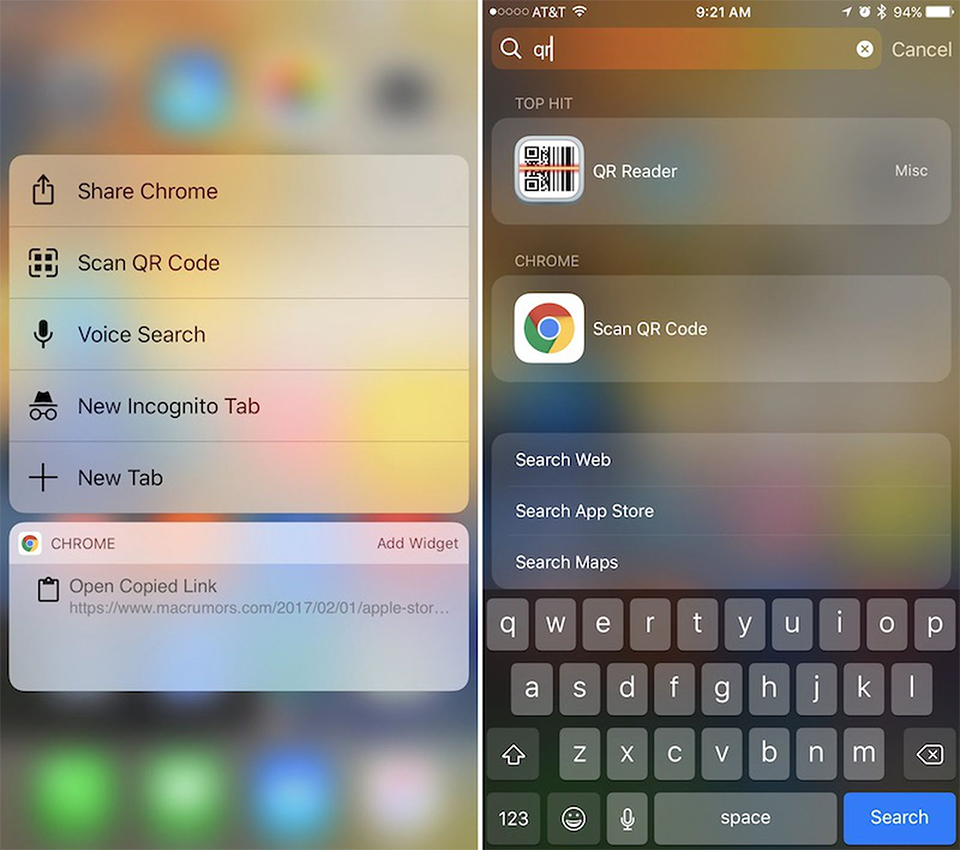 Share Chrome
Scan QR Code
Voice Search
New Incognito Tab
New Tab
CHROME Add Widget
Open Copied Link
https://www.macrumors.com/2017/02/01/apple-stor...
AT&T 9:21 AM 94%
qr Cancel
TOP HIT
QR Reader Misc
CHROME
Scan QR Code
Search Web
Search App Store
Search Maps
q w e r t y u i o p
a s d f g h j k l
z x c v b n m
123 space Search